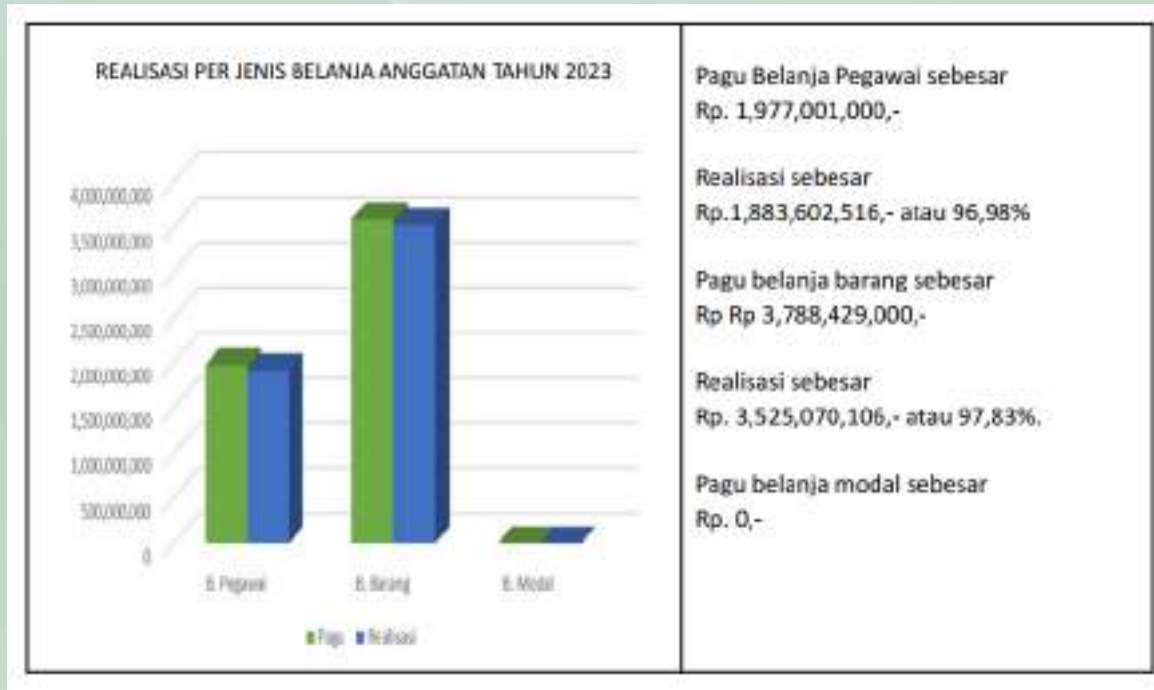 REALISASI PER JENIS BELANJA ANGGATAN TAHUN 2023
4,000,000,000
3,500,000,000
3,000,000,000
2,500,000,000
2,000,000,000
1,500,000,000
1,000,000,000
500,000,000
0
B. Pegawai
B. Barang
B. Modal
Pagu
Realisasi
Pagu Belanja Pegawai sebesar
Rp. 1,977,001,000,-
Realisasi sebesar
Rp.1,883,602,516,- atau 96,98%
Pagu belanja barang sebesar
Rp Rp 3,788,429,000,-
Realisasi sebesar
Rp. 3,525,070,106,- atau 97,83%.
Pagu belanja modal sebesar
Rp. 0,-